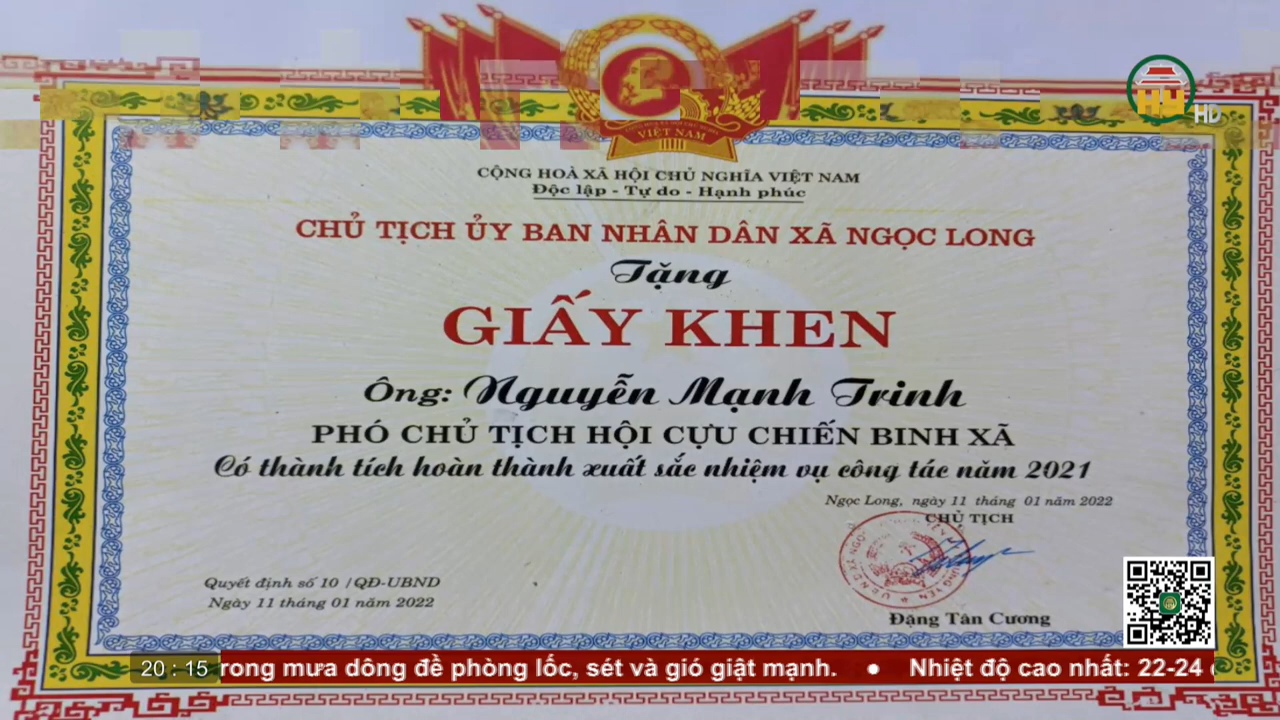 HU HD
VIỆT NAM
CỘNG HOÀ XÃ HỘI CHỦ NGHĨA VIỆT NAM
Độc lập - Tự do - Hạnh phúc
CHỦ TỊCH ỦY BAN NHÂN DÂN XÃ NGỌC LONG
Tặng
GIẤY KHEN
Ông: Nguyễn Mạnh Trinh
PHÓ CHỦ TỊCH HỘI CỰU CHIẾN BINH XÃ
Có thành tích hoàn thành xuất sắc nhiệm vụ công tác năm 2021
Ngọc Long, ngày 11 tháng 01 năm 2022
CHỦ TỊCH
Quyết định số 10 /QĐ-UBND
Ngày 11 tháng 01 năm 2022
Đặng Tân Cương
20 : 15 rong mưa dông đề phòng lốc, sét và gió giật mạnh. • Nhiệt độ cao nhất: 22-24